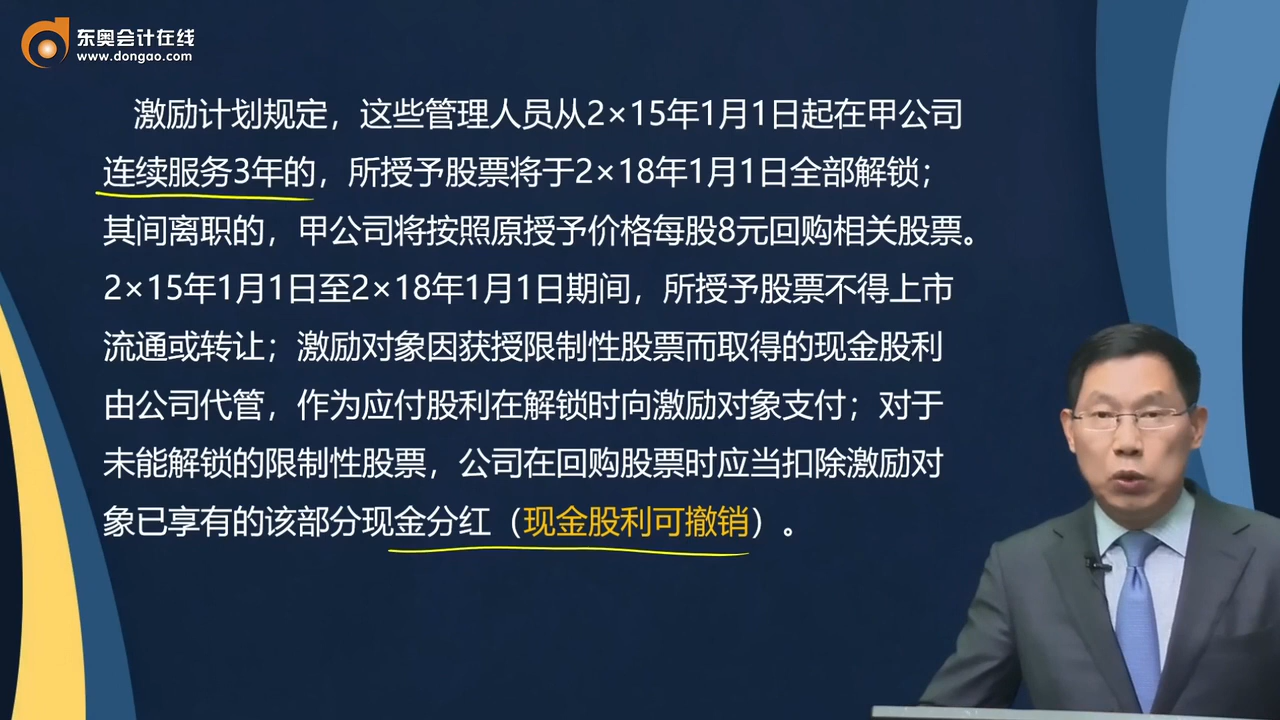 东奥会计在线
www.dongao.com
激励计划规定，这些管理人员从2×15年1月1日起在甲公司
连续服务3年的，所授予股票将于2×18年1月1日全部解锁；
其间离职的，甲公司将按照原授予价格每股8元回购相关股票。
2×15年1月1日至2×18年1月1日期间，所授予股票不得上市
流通或转让；激励对象因获授限制性股票而取得的现金股利
由公司代管，作为应付股利在解锁时向激励对象支付；对于
未能解锁的限制性股票，公司在回购股票时应当扣除激励对
象已享有的该部分现金分红（现金股利可撤销）。